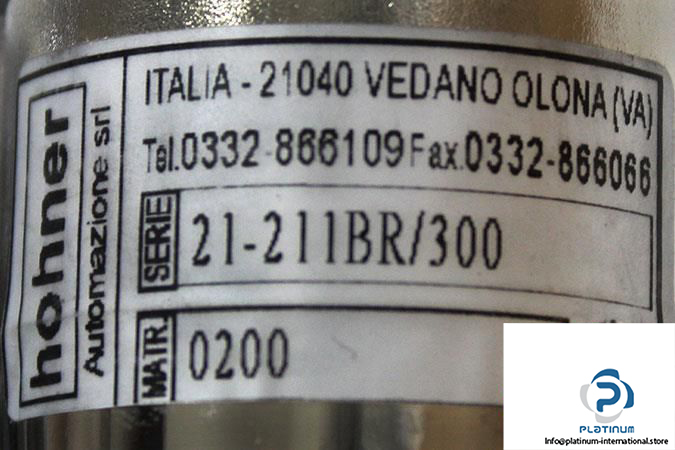 hohner
Automazione srl
ITALIA - 21040 VEDANO OLONA (VA)
Tel.0332-866109 Fax.0332-866066
SERIE 21-211BR/300
MATR. 0200
PLATINUM
Info@platinum-international.store